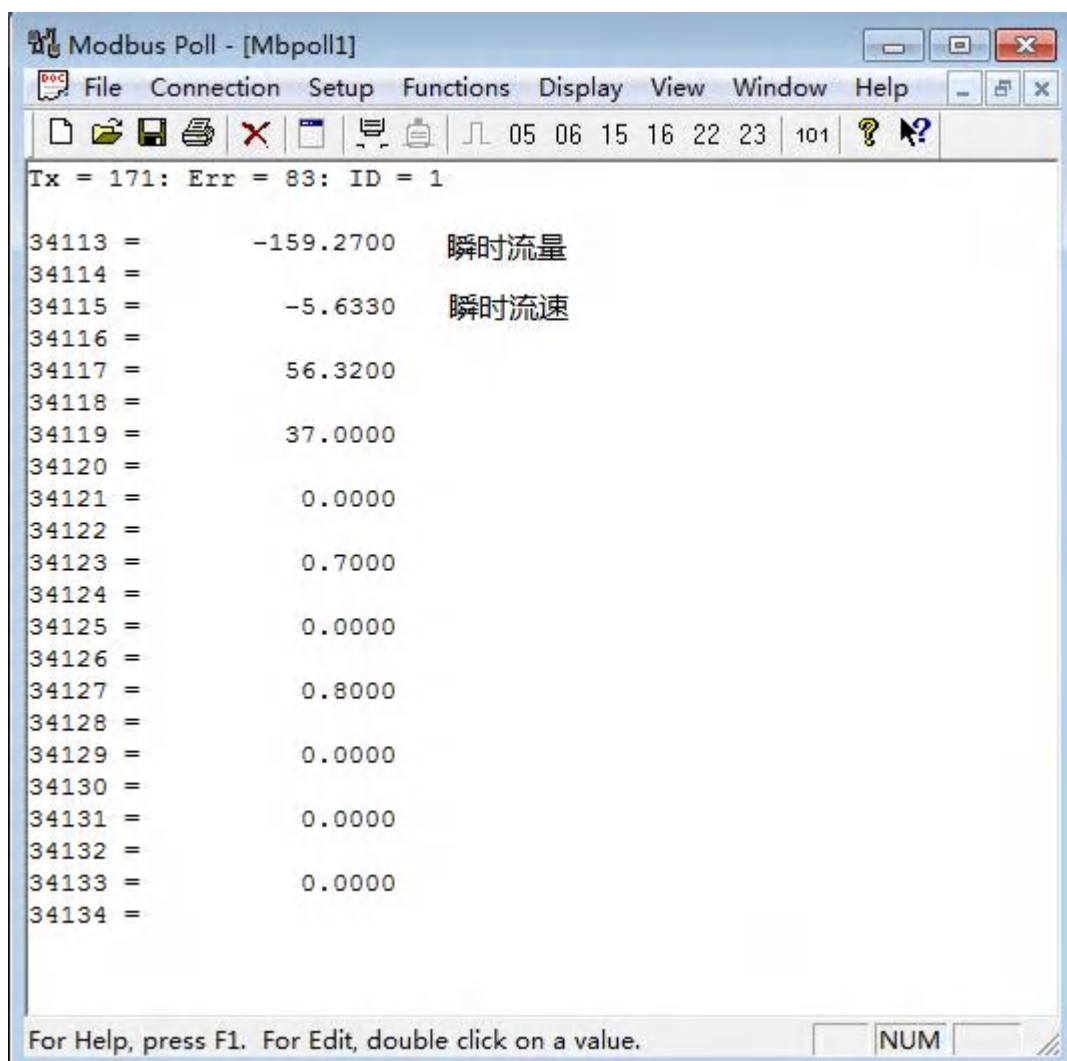 Modbus Poll - [Mbpoll1]
File Connection Setup Functions Display View Window Help
05 06 15 16 22 23 101
Tx = 171: Err = 83: ID = 1
34113 = -159.2700 瞬时流量
34114 =
34115 = -5.6330 瞬时流速
34116 =
34117 = 56.3200
34118 =
34119 = 37.0000
34120 =
34121 = 0.0000
34122 =
34123 = 0.7000
34124 =
34125 = 0.0000
34126 =
34127 = 0.8000
34128 =
34129 = 0.0000
34130 =
34131 = 0.0000
34132 =
34133 = 0.0000
34134 =
For Help, press F1. For Edit, double click on a value. NUM